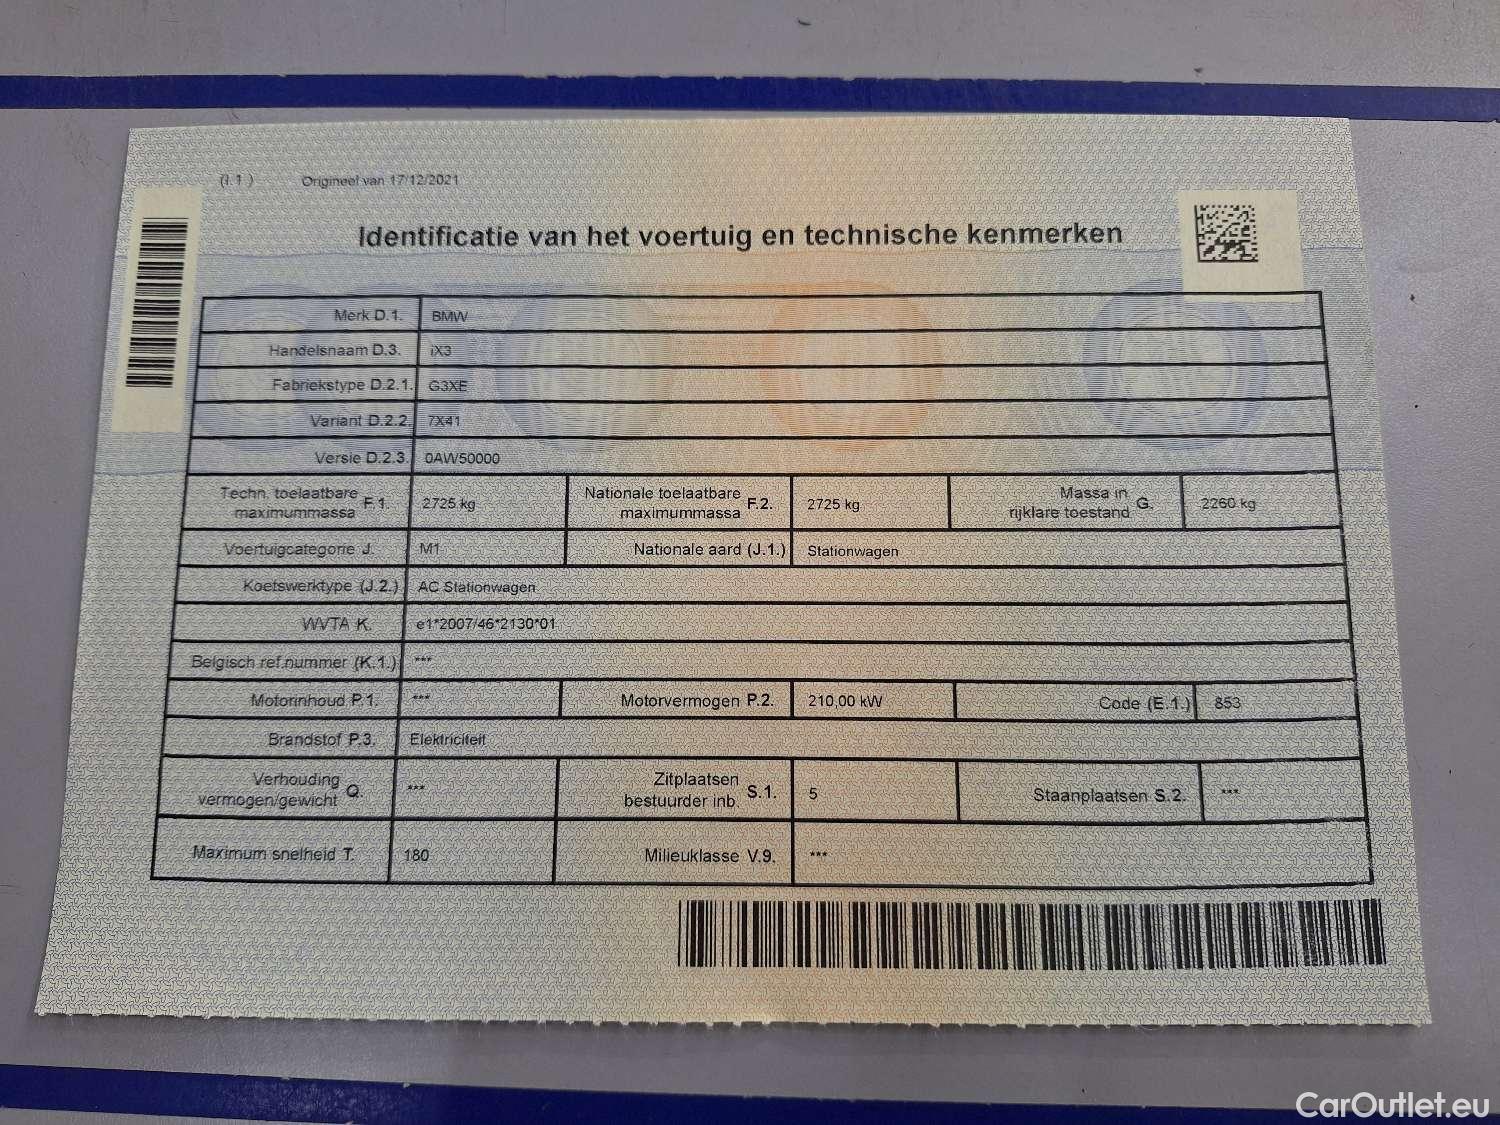 (I.1.) Origineel van 17/12/2021
Identificatie van het voertuig en technische kenmerken
Merk D.1. BMW
Handelsnaam D.3. iX3
Fabriekstype D.2.1. G3XE
Variant D.2.2. 7X41
Versie D.2.3. 0AW50000
Techn. toelaatbare maximummassa F.1. 2725 kg Nationale toelaatbare maximummassa F.2. 2725 kg Massa in rijklare toestand G. 2260 kg
Voertuigcategorie J. M1 Nationale aard (J.1.) Stationwagen
Koetswerktype (J.2.) AC Stationwagen
WVTA K. e1*2007/46*2130*01
Belgisch ref.nummer (K.1.) ***
Motorinhoud P.1. *** Motorvermogen P.2. 210,00 kW Code (E.1.) 853
Brandstof P.3. Elektriciteit
Verhouding vermogen/gewicht Q. *** Zitplaatsen bestuurder inb. S.1. 5 Staanplaatsen S.2. ***
Maximum snelheid T. 180 Milieuklasse V.9. ***
CarOutlet.eu